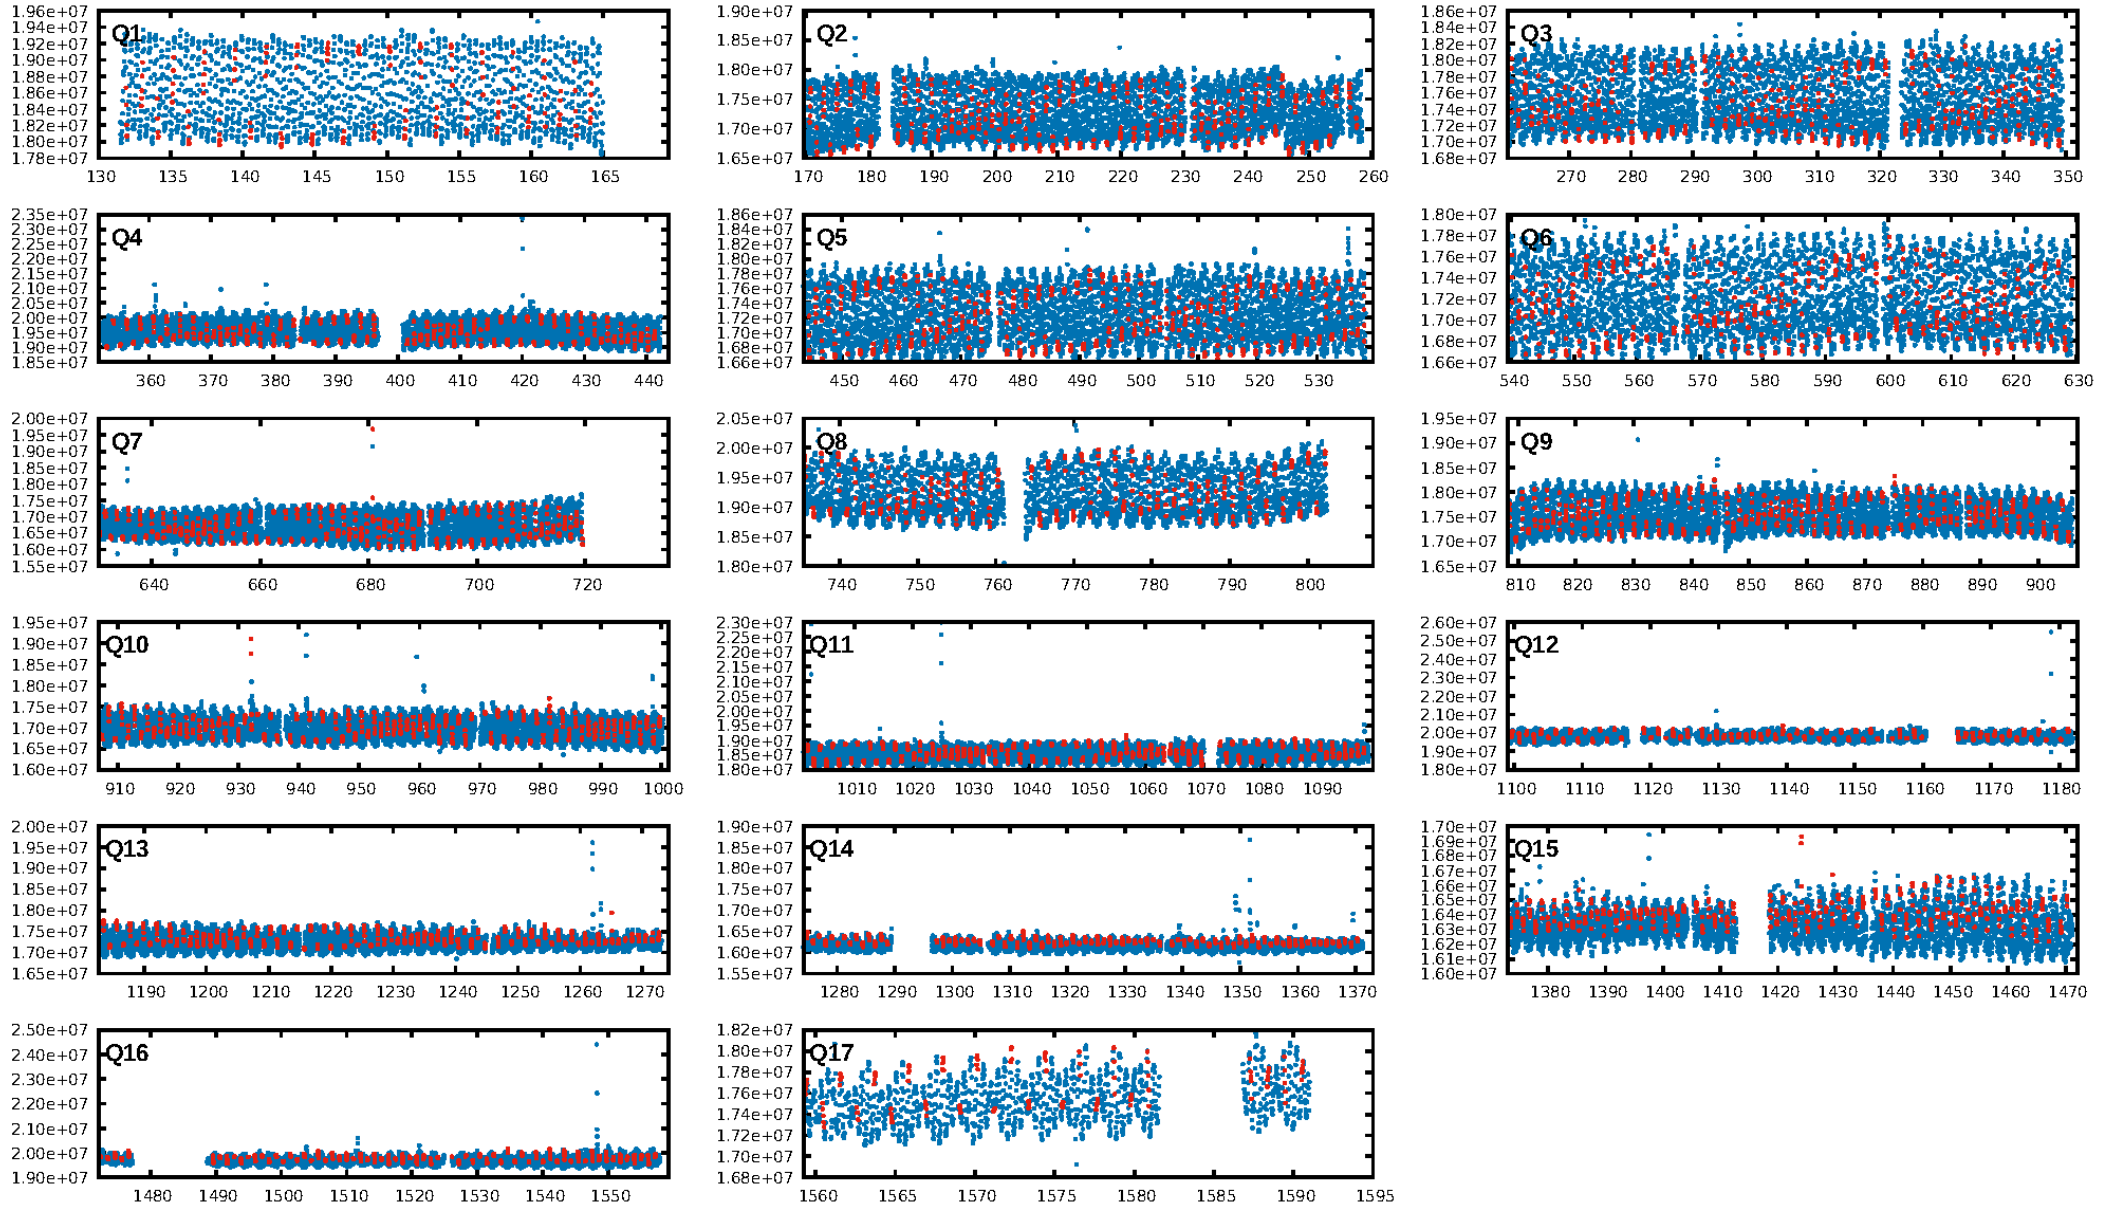 1.96e+07
1.94e+07
Q1
1.92e+07
1.90e+07
1.88e+07
1.86e+07
1.84e+07
1.82e+07
1.80e+07
1.78e+07
130 135 140 145 150 155 160 165
1.90e+07
Q2
1.85e+07
1.80e+07
1.75e+07
1.70e+07
1.65e+07
170 180 190 200 210 220 230 240 250 260
1.86e+07
1.84e+07
Q3
1.82e+07
1.80e+07
1.78e+07
1.76e+07
1.74e+07
1.72e+07
1.70e+07
1.68e+07
270 280 290 300 310 320 330 340 350
2.35e+07
2.30e+07
Q4
2.25e+07
2.20e+07
2.15e+07
2.10e+07
2.05e+07
2.00e+07
1.95e+07
1.90e+07
1.85e+07
360 370 380 390 400 410 420 430 440
1.86e+07
1.84e+07
Q5
1.82e+07
1.80e+07
1.78e+07
1.76e+07
1.74e+07
1.72e+07
1.70e+07
1.68e+07
1.66e+07
450 460 470 480 490 500 510 520 530
1.80e+07
Q6
1.78e+07
1.76e+07
1.74e+07
1.72e+07
1.70e+07
1.68e+07
1.66e+07
540 550 560 570 580 590 600 610 620 630
2.00e+07
1.95e+07
Q7
1.90e+07
1.85e+07
1.80e+07
1.75e+07
1.70e+07
1.65e+07
1.60e+07
1.55e+07
640 660 680 700 720
2.05e+07
Q8
2.00e+07
1.95e+07
1.90e+07
1.85e+07
1.80e+07
740 750 760 770 780 790 800
1.95e+07
Q9
1.90e+07
1.85e+07
1.80e+07
1.75e+07
1.70e+07
1.65e+07
810 820 830 840 850 860 870 880 890 900
1.95e+07
Q10
1.90e+07
1.85e+07
1.80e+07
1.75e+07
1.70e+07
1.65e+07
1.60e+07
910 920 930 940 950 960 970 980 990 1000
2.30e+07
2.25e+07
Q11
2.20e+07
2.15e+07
2.10e+07
2.05e+07
2.00e+07
1.95e+07
1.90e+07
1.85e+07
1.80e+07
1010 1020 1030 1040 1050 1060 1070 1080 1090
2.60e+07
Q12
2.50e+07
2.40e+07
2.30e+07
2.20e+07
2.10e+07
2.00e+07
1.90e+07
1.80e+07
1100 1110 1120 1130 1140 1150 1160 1170 1180
2.00e+07
Q13
1.95e+07
1.90e+07
1.85e+07
1.80e+07
1.75e+07
1.70e+07
1.65e+07
1190 1200 1210 1220 1230 1240 1250 1260 1270
1.90e+07
Q14
1.85e+07
1.80e+07
1.75e+07
1.70e+07
1.65e+07
1.60e+07
1.55e+07
1280 1290 1300 1310 1320 1330 1340 1350 1360 1370
1.70e+07
1.69e+07
Q15
1.68e+07
1.67e+07
1.66e+07
1.65e+07
1.64e+07
1.63e+07
1.62e+07
1.61e+07
1.60e+07
1380 1390 1400 1410 1420 1430 1440 1450 1460 1470
2.50e+07
Q16
2.40e+07
2.30e+07
2.20e+07
2.10e+07
2.00e+07
1.90e+07
1480 1490 1500 1510 1520 1530 1540 1550
1.82e+07
Q17
1.80e+07
1.78e+07
1.76e+07
1.74e+07
1.72e+07
1.70e+07
1.68e+07
1560 1565 1570 1575 1580 1585 1590 1595